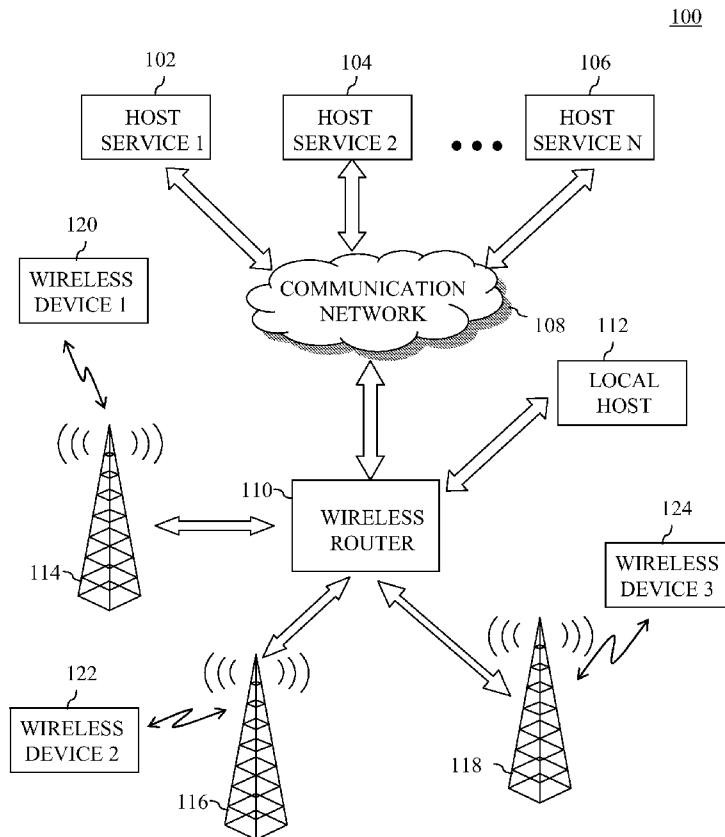 100
102
104
106
HOST
SERVICE 1
HOST
SERVICE 2
HOST
SERVICE N
120
WIRELESS
DEVICE 1
COMMUNICATION
NETWORK
108
112
LOCAL
HOST
110
WIRELESS
ROUTER
114
124
WIRELESS
DEVICE 3
122
WIRELESS
DEVICE 2
116
118